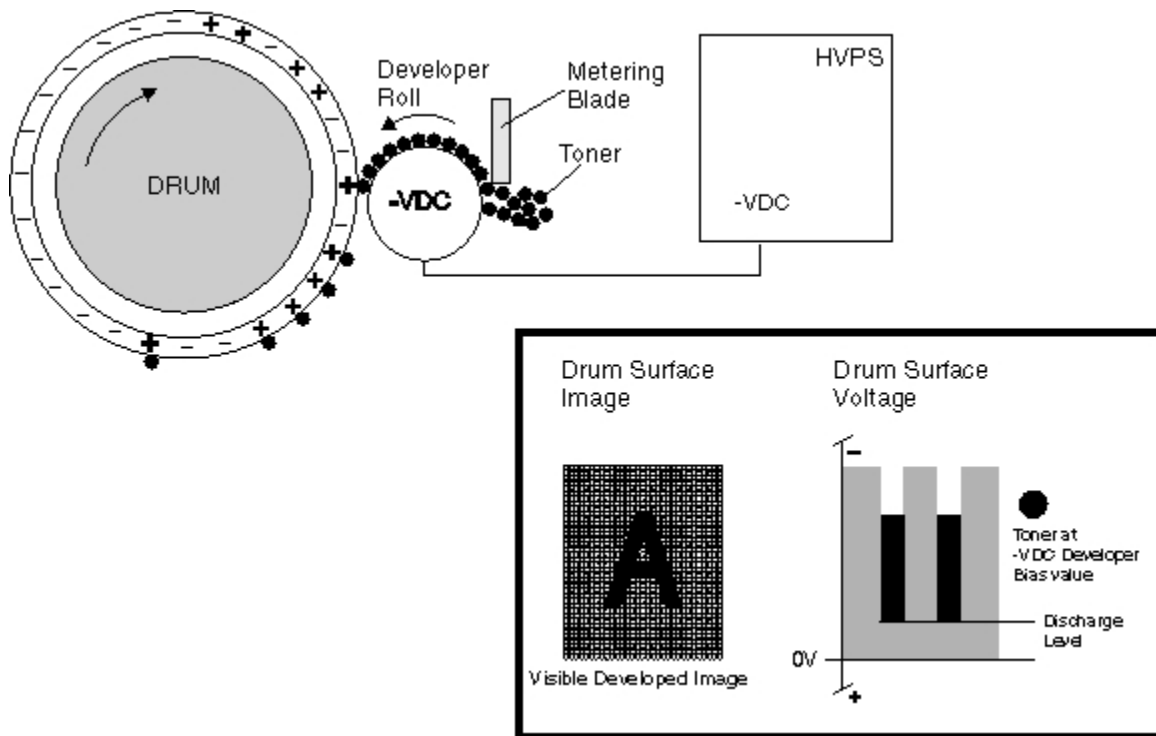 Developer
Roll
Metering
Blade
HVPS
Toner
DRUM
-VDC
-VDC
Drum Surface
Image
Drum Surface
Voltage
A
Visible Developed Image
-
Toner at
-VDC Developer
Bias value
Discharge
Level
0V
+